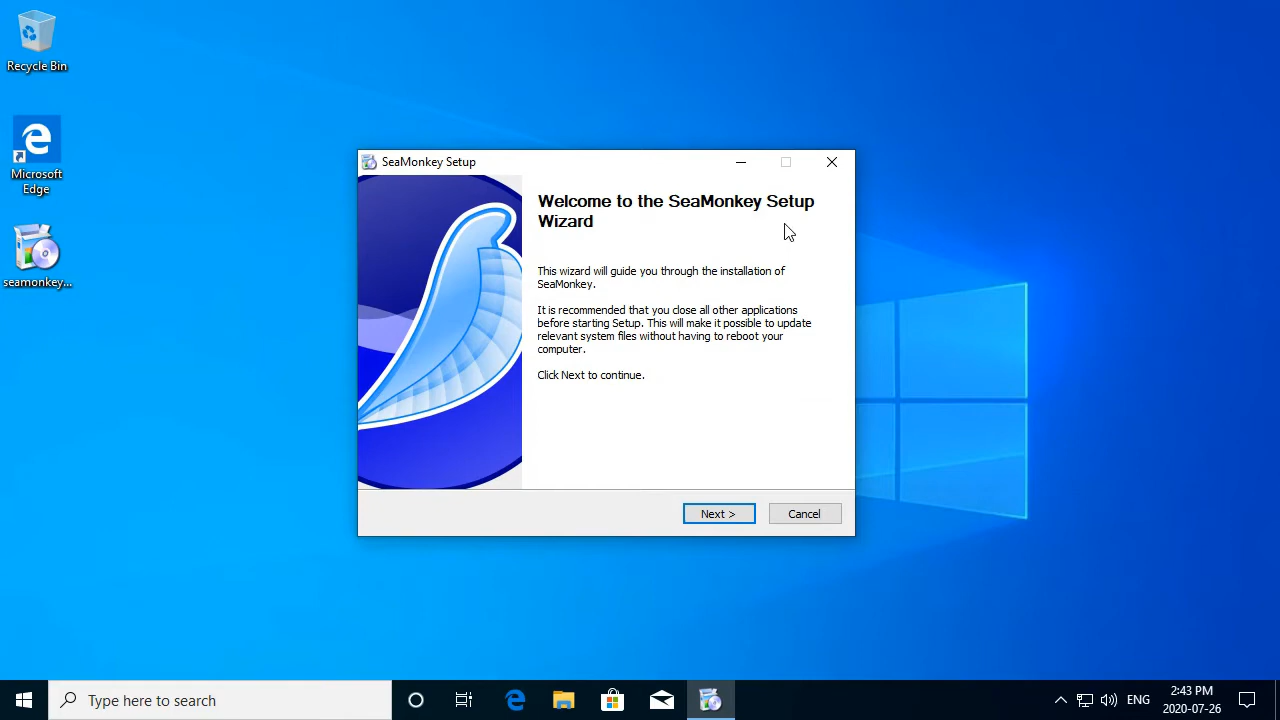 Recycle Bin
Microsoft
Edge
seamonkey...
SeaMonkey Setup
Welcome to the SeaMonkey Setup
Wizard
This wizard will guide you through the installation of
SeaMonkey.
It is recommended that you close all other applications
before starting Setup. This will make it possible to update
relevant system files without having to reboot your
computer.
Click Next to continue.
Next >
Cancel
Type here to search
ENG
2:43 PM
2020-07-26